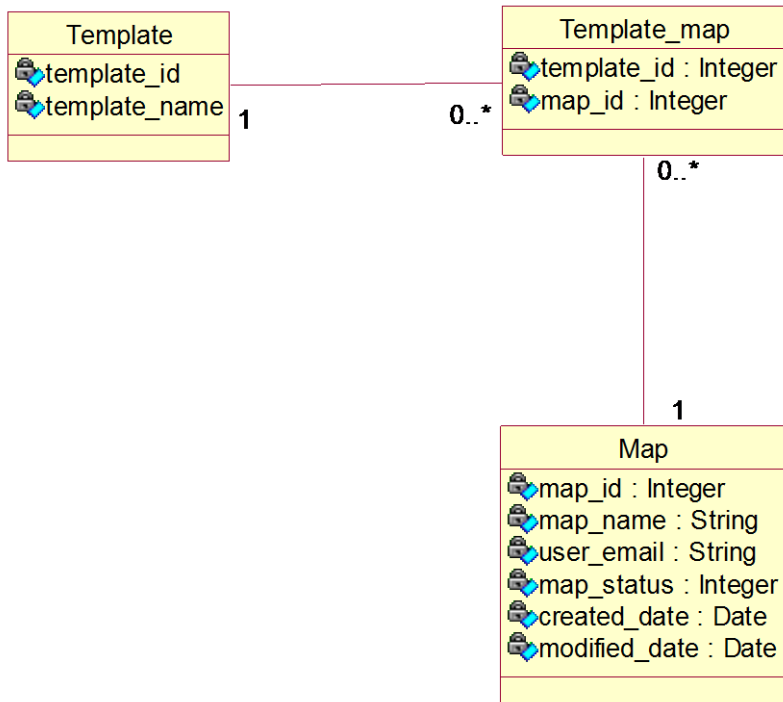 Template
template_id
template_name
1
0..*
Template_map
template_id : Integer
map_id : Integer
0..*
1
Map
map_id : Integer
map_name : String
user_email : String
map_status : Integer
created_date : Date
modified_date : Date